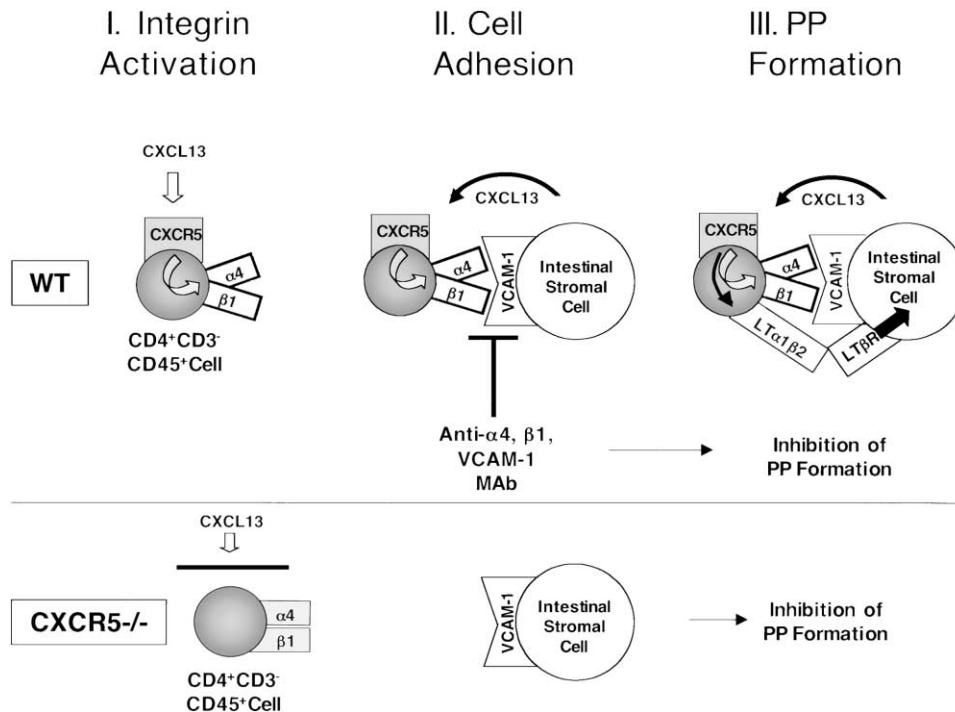 I. Integrin
Activation
II. Cell
Adhesion
III. PP
Formation
WT
CXCL13
CXCR5
α4
β1
CD4⁺CD3⁻
CD45⁺Cell
CXCL13
CXCR5
α4
β1
VCAM-1
Intestinal
Stromal
Cell
CXCL13
CXCR5
α4
β1
VCAM-1
Intestinal
Stromal
Cell
LTα1β2
LTβR
Anti-α4, β1,
VCAM-1
MAb
Inhibition of
PP Formation
CXCR5-/-
CXCL13
α4
β1
CD4⁺CD3⁻
CD45⁺Cell
VCAM-1
Intestinal
Stromal
Cell
Inhibition of
PP Formation